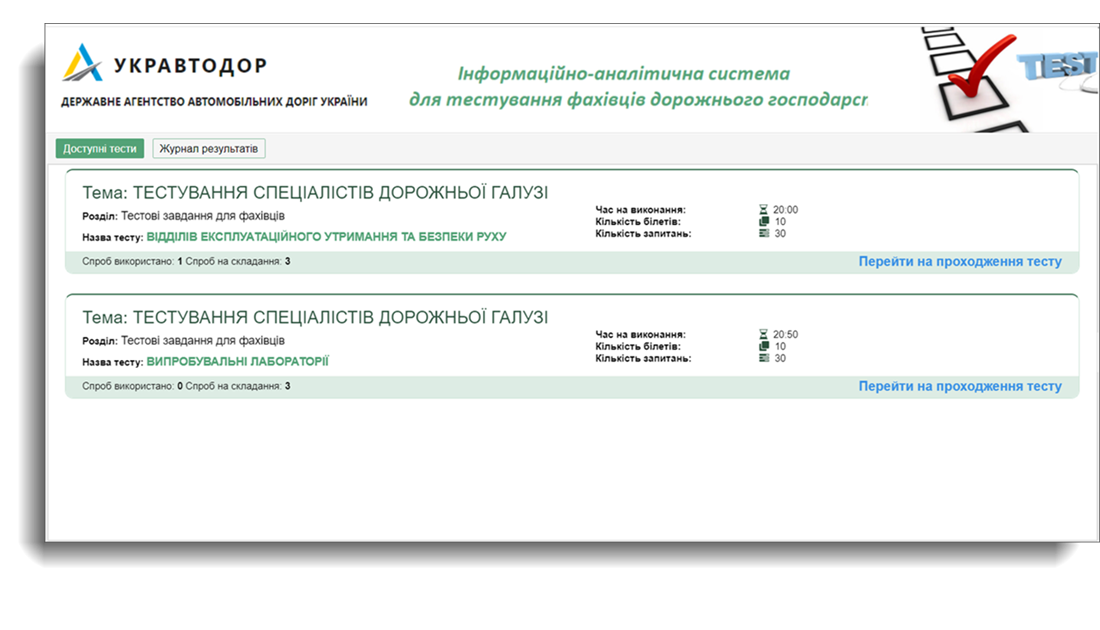 УКРАВТОДОР
ДЕРЖАВНЕ АГЕНТСТВО АВТОМОБІЛЬНИХ ДОРІГ УКРАЇНИ
Інформаційно-аналітична система
для тестування фахівців дорожнього господарс
TEST
Доступні тести
Журнал результатів
Тема: ТЕСТУВАННЯ СПЕЦІАЛІСТІВ ДОРОЖНЬОЇ ГАЛУЗІ
Розділ: Тестові завдання для фахівців
Назва тесту: ВІДДІЛІВ ЕКСПЛУАТАЦІЙНОГО УТРИМАННЯ ТА БЕЗПЕКИ РУХУ
Час на виконання: 20:00
Кількість білетів: 10
Кількість запитань: 30
Спроб використано: 1 Спроб на складання: 3
Перейти на проходження тесту
Тема: ТЕСТУВАННЯ СПЕЦІАЛІСТІВ ДОРОЖНЬОЇ ГАЛУЗІ
Розділ: Тестові завдання для фахівців
Назва тесту: ВИПРОБУВАЛЬНІ ЛАБОРАТОРІЇ
Час на виконання: 20:50
Кількість білетів: 10
Кількість запитань: 30
Спроб використано: 0 Спроб на складання: 3
Перейти на проходження тесту